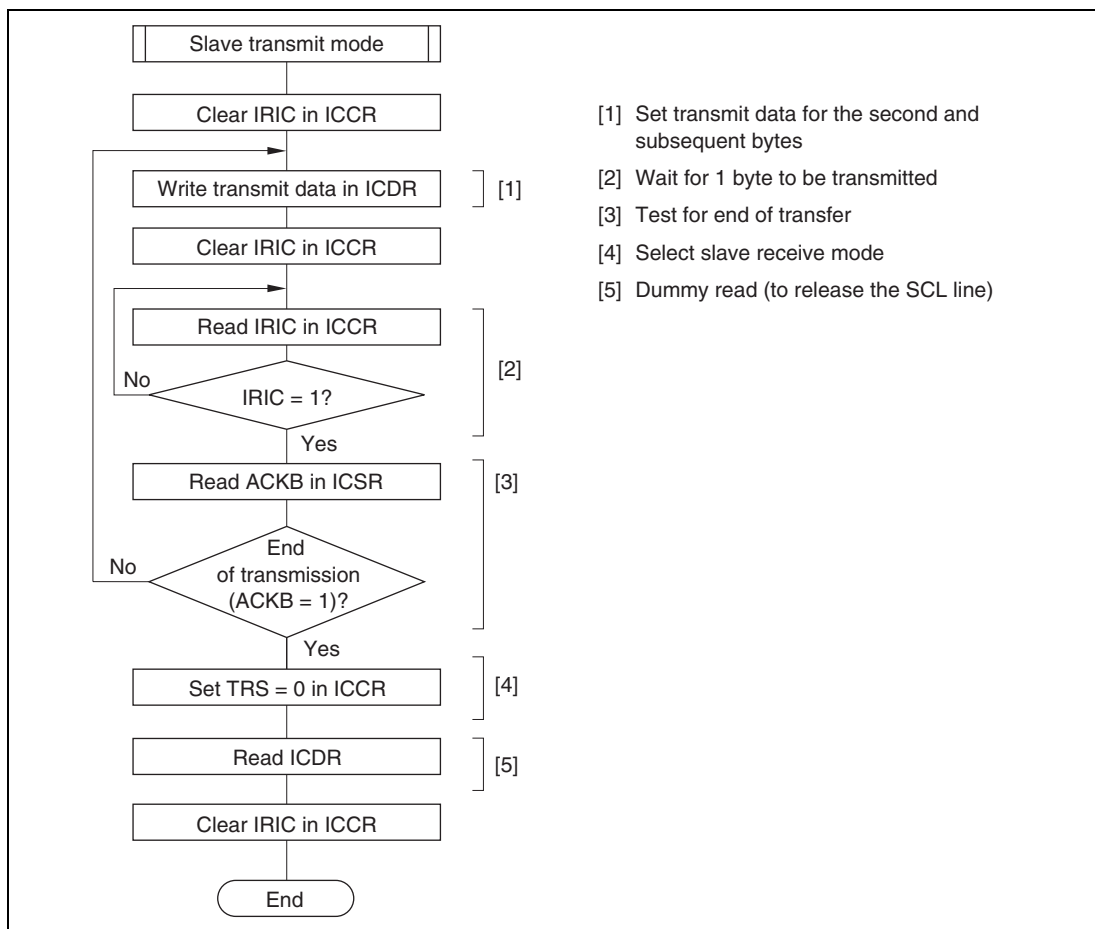 Slave transmit mode
Clear IRIC in ICCR
Write transmit data in ICDR
[1]
Clear IRIC in ICCR
Read IRIC in ICCR
[2]
No
IRIC = 1?
Yes
Read ACKB in ICSR
[3]
No
End
of transmission
(ACKB = 1)?
Yes
Set TRS = 0 in ICCR
[4]
Read ICDR
[5]
Clear IRIC in ICCR
End
[1] Set transmit data for the second and
subsequent bytes
[2] Wait for 1 byte to be transmitted
[3] Test for end of transfer
[4] Select slave receive mode
[5] Dummy read (to release the SCL line)